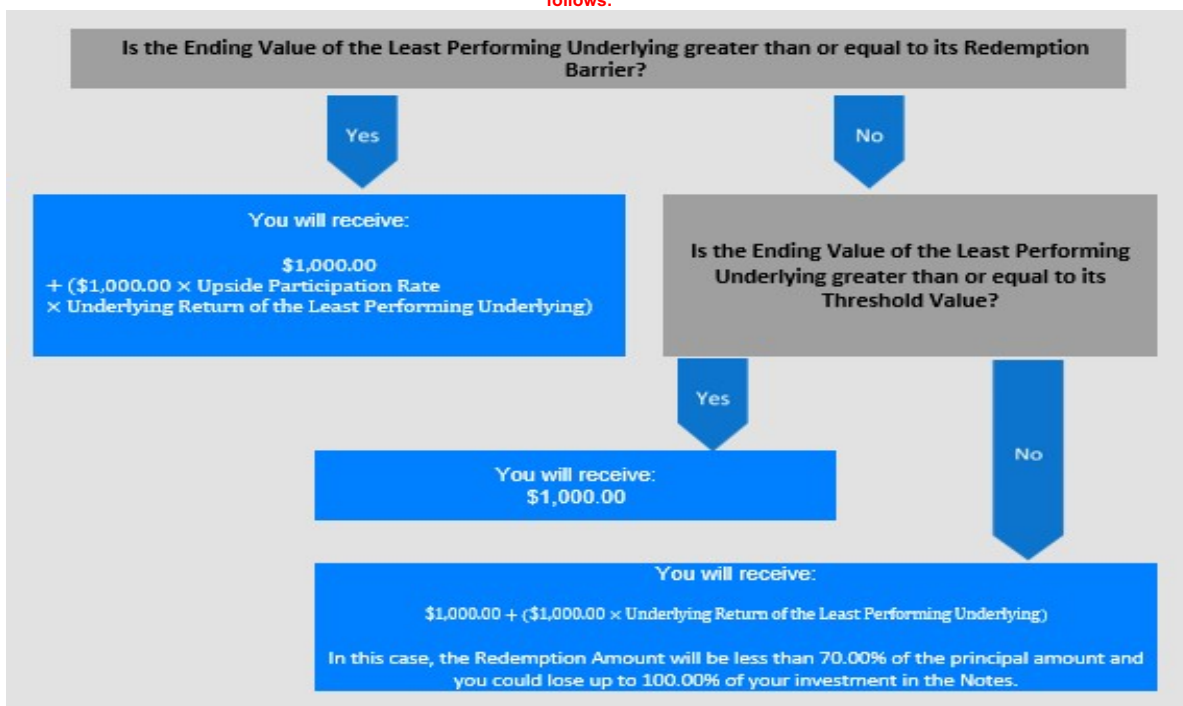 follows:
Is the Ending Value of the Least Performing Underlying greater than or equal to its Redemption
Barrier?
Yes
No
You will receive:
$1,000.00
+ ($1,000.00 × Upside Participation Rate
× Underlying Return of the Least Performing Underlying)
Is the Ending Value of the Least Performing
Underlying greater than or equal to its
Threshold Value?
Yes
No
You will receive:
$1,000.00
You will receive:
$1,000.00 + ($1,000.00 × Underlying Return of the Least Performing Underlying)
In this case, the Redemption Amount will be less than 70.00% of the principal amount and
you could lose up to 100.00% of your investment in the Notes.